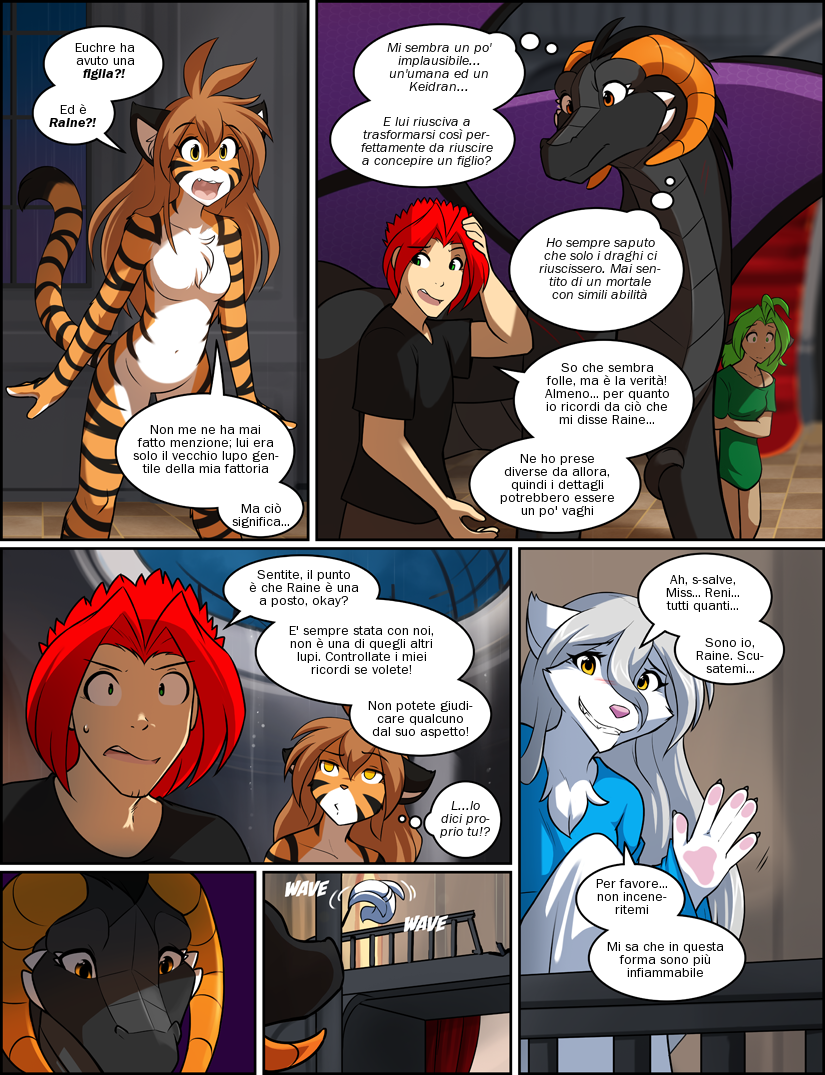 Euchre ha
avuto una
figlia?!
Ed è
Raine?!
Non me ne ha mai
fatto menzione; lui era
solo il vecchio lupo gen-
tile della mia fattoria
Ma ciò
significa...
Mi sembra un po'
implausibile...
un'umana ed un
Keidran...
E lui riusciva a
trasformarsi così per-
fettamente da riuscire
a concepire un figlio?
Ho sempre saputo
che solo i draghi ci
riuscissero. Mai sen-
tito di un mortale
con simili abilità
So che sembra
folle, ma è la verità!
Almeno... per quanto
io ricordi da ciò che
mi disse Raine...
Ne ho prese
diverse da allora,
quindi i dettagli
potrebbero essere
un po' vaghi
Sentite, il punto
è che Raine è una
a posto, okay?
E' sempre stata con noi,
non è una di quegli altri
lupi. Controllate i miei
ricordi se volete!
Non potete giudi-
care qualcuno
dal suo aspetto!
L...lo
dici pro-
prio tu!?
Ah, s-salve,
Miss... Reni...
tutti quanti...
Sono io,
Raine. Scu-
satemi...
Per favore...
non incene-
ritemi
Mi sa che in questa
forma sono più
infiammabile
WAVE
WAVE